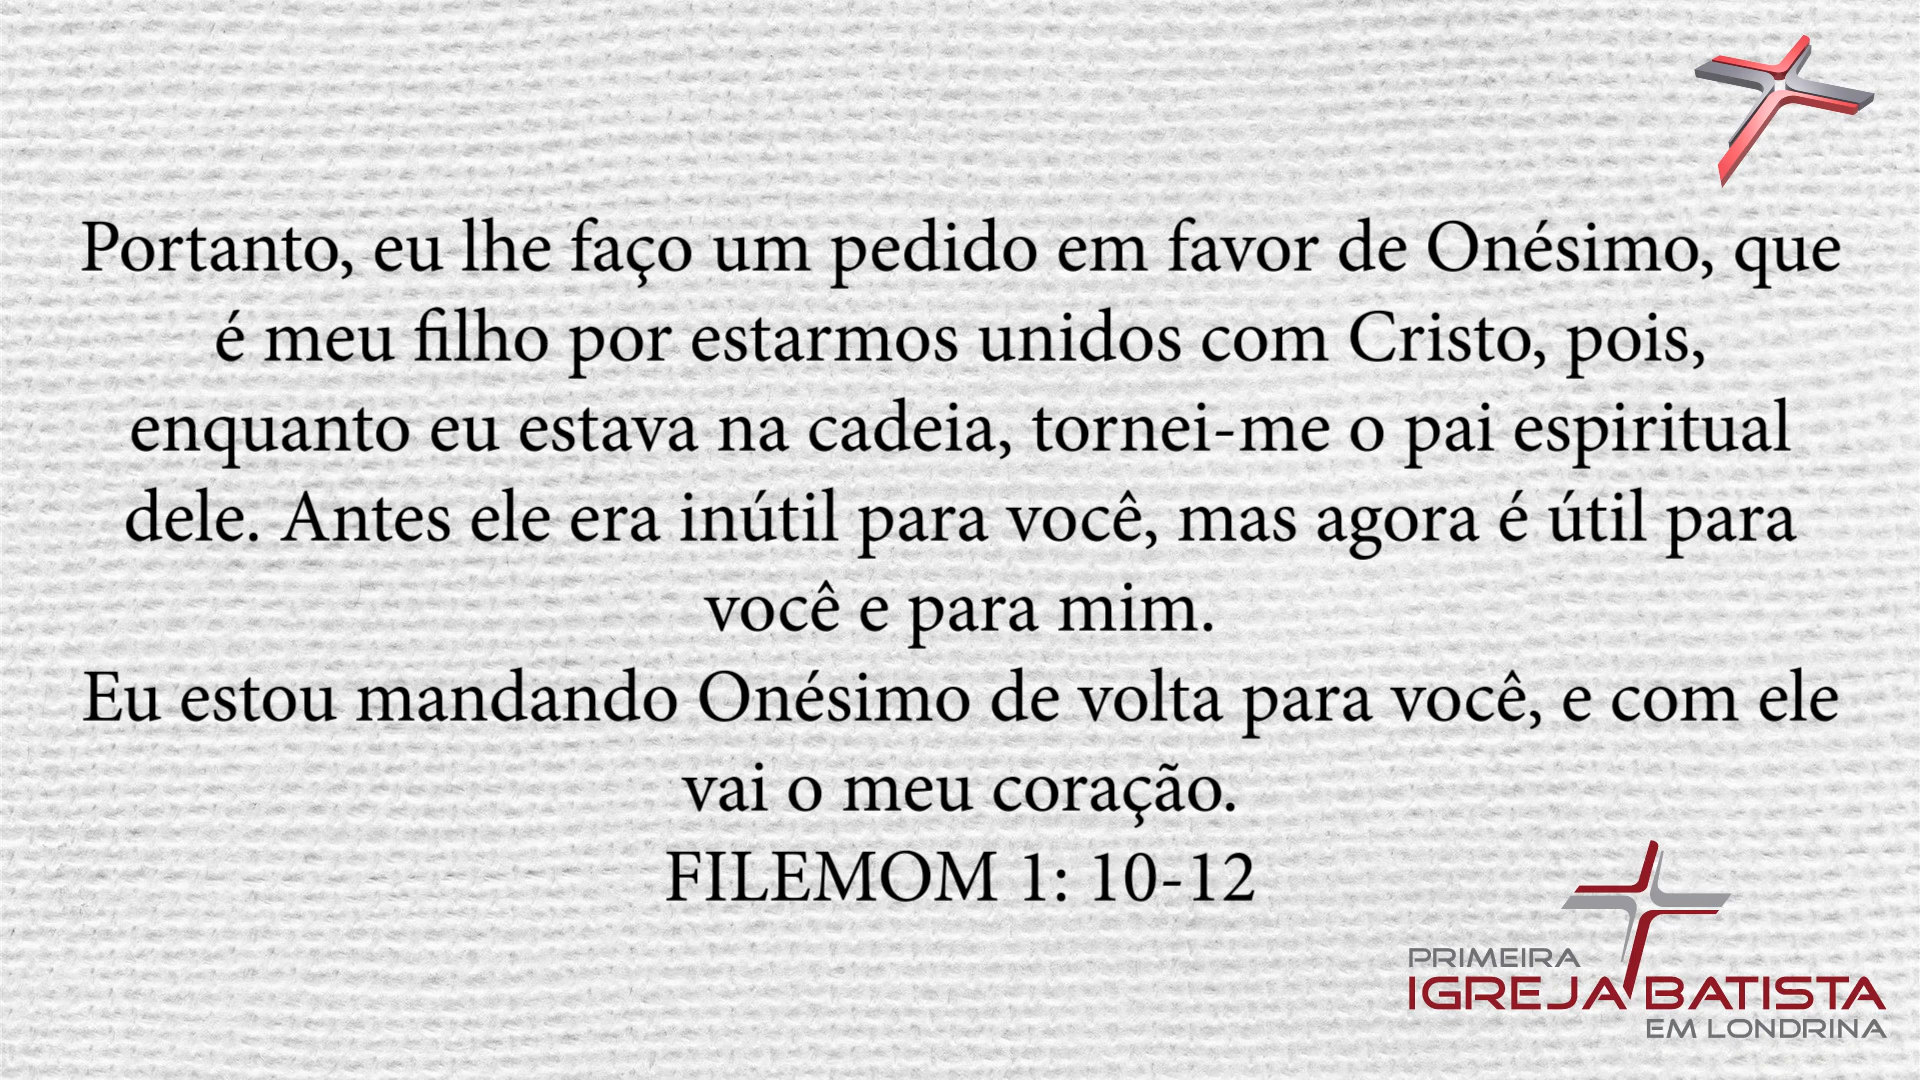 Portanto, eu lhe faço um pedido em favor de Onésimo, que
é meu filho por estarmos unidos com Cristo, pois,
enquanto eu estava na cadeia, tornei-me o pai espiritual
dele. Antes ele era inútil para você, mas agora é útil para
você e para mim.
Eu estou mandando Onésimo de volta para você, e com ele
vai o meu coração.
FILEMOM 1: 10-12
PRIMEIRA
IGREJA BATISTA
EM LONDRINA